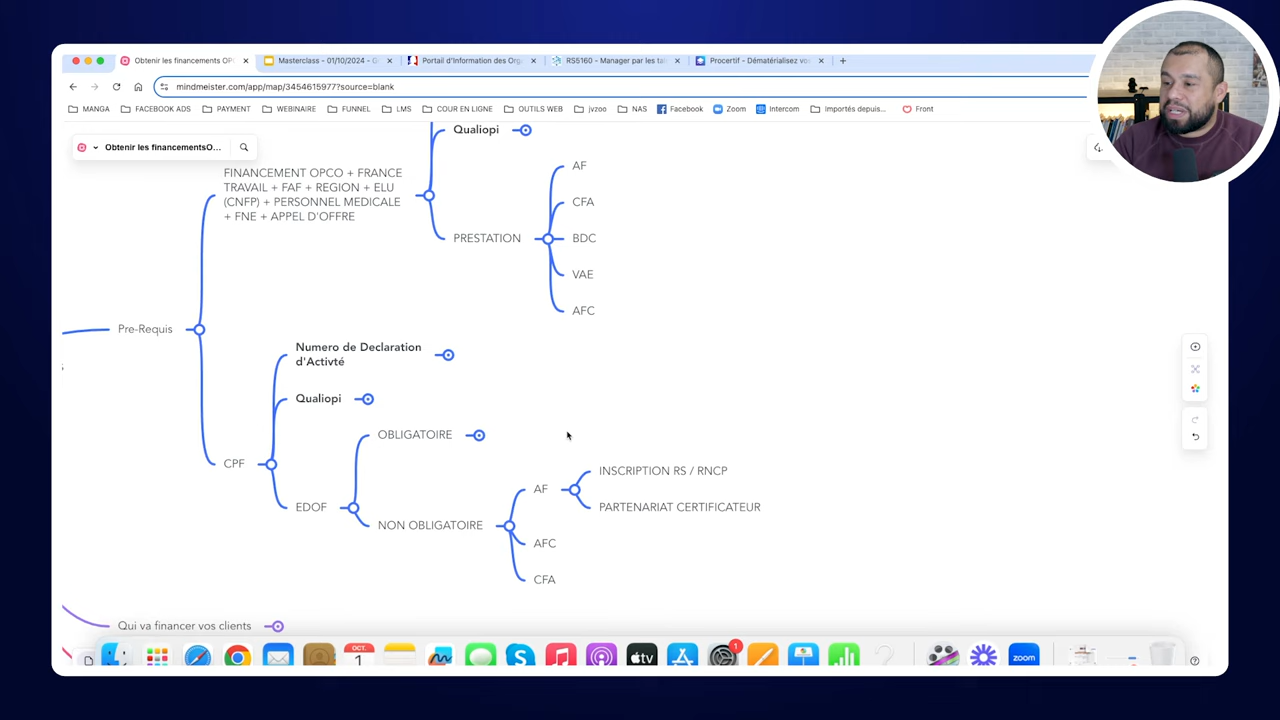 Obtenir les financements OP
Masterclass - 01/10/2024 - G
Portail d'Information des Org
RS5160 - Manager par les ta
Procertif - Dématérialisez vo
mindmeister.com/app/map/3454615977?source=blank
MANGA
FACEBOOK ADS
PAYMENT
WEBINAIRE
FUNNEL
LMS
COUR EN LIGNE
OUTILS WEB
jvzoo
NAS
Facebook
Zoom
Intercom
Importés depuis...
Front
Obtenir les financementsO...
Qualiopi
FINANCEMENT OPCO + FRANCE
TRAVAIL + FAF + REGION + ELU
(CNFP) + PERSONNEL MEDICALE
+ FNE + APPEL D'OFFRE
PRESTATION
AF
CFA
BDC
VAE
AFC
Pre-Requis
Numero de Declaration
d'Activté
Qualiopi
OBLIGATOIRE
CPF
EDOF
NON OBLIGATOIRE
AF
INSCRIPTION RS / RNCP
PARTENARIAT CERTIFICATEUR
AFC
CFA
Qui va financer vos clients
OCT.
1
tv
1
zoom